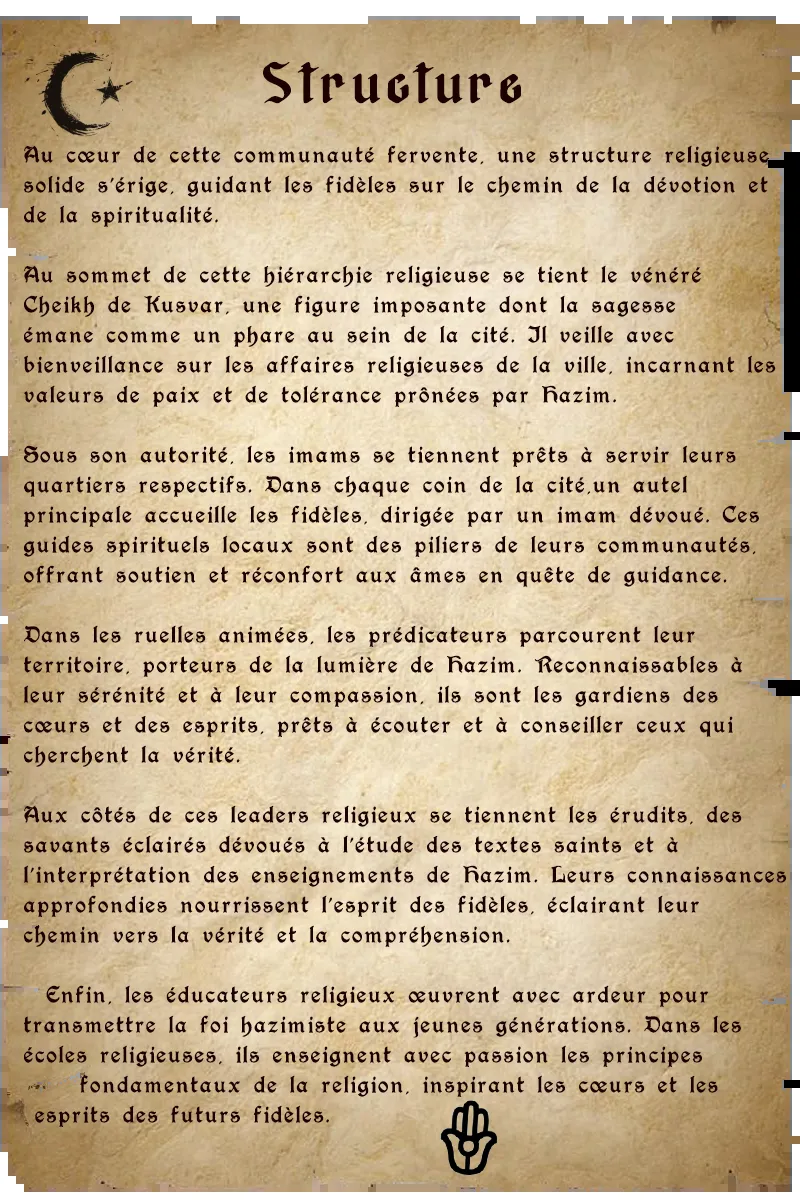 Structure
Au cœur de cette communauté fervente, une structure religieuse
solide s'érige, guidant les fidèles sur le chemin de la dévotion et
de la spiritualité.
Au sommet de cette hiérarchie religieuse se tient le vénéré
Cheikh de Kusvar, une figure imposante dont la sagesse
émane comme un phare au sein de la cité. Il veille avec
bienveillance sur les affaires religieuses de la ville, incarnant les
valeurs de paix et de tolérance prônées par Hazim.
Sous son autorité, les imams se tiennent prêts à servir leurs
quartiers respectifs. Dans chaque coin de la cité,un autel
principale accueille les fidèles, dirigée par un imam dévoué. Ces
guides spirituels locaux sont des piliers de leurs communautés,
offrant soutien et réconfort aux âmes en quête de guidance.
Dans les ruelles animées, les prédicateurs parcourent leur
territoire, porteurs de la lumière de Hazim. Reconnaissables à
leur sérénité et à leur compassion, ils sont les gardiens des
cœurs et des esprits, prêts à écouter et à conseiller ceux qui
cherchent la vérité.
Aux côtés de ces leaders religieux se tiennent les érudits, des
savants éclairés dévoués à l'étude des textes saints et à
l'interprétation des enseignements de Hazim. Leurs connaissances
approfondies nourrissent l'esprit des fidèles, éclairant leur
chemin vers la vérité et la compréhension.
Enfin, les éducateurs religieux œuvrent avec ardeur pour
transmettre la foi hazimiste aux jeunes générations. Dans les
écoles religieuses, ils enseignent avec passion les principes
fondamentaux de la religion, inspirant les cœurs et les
esprits des futurs fidèles.